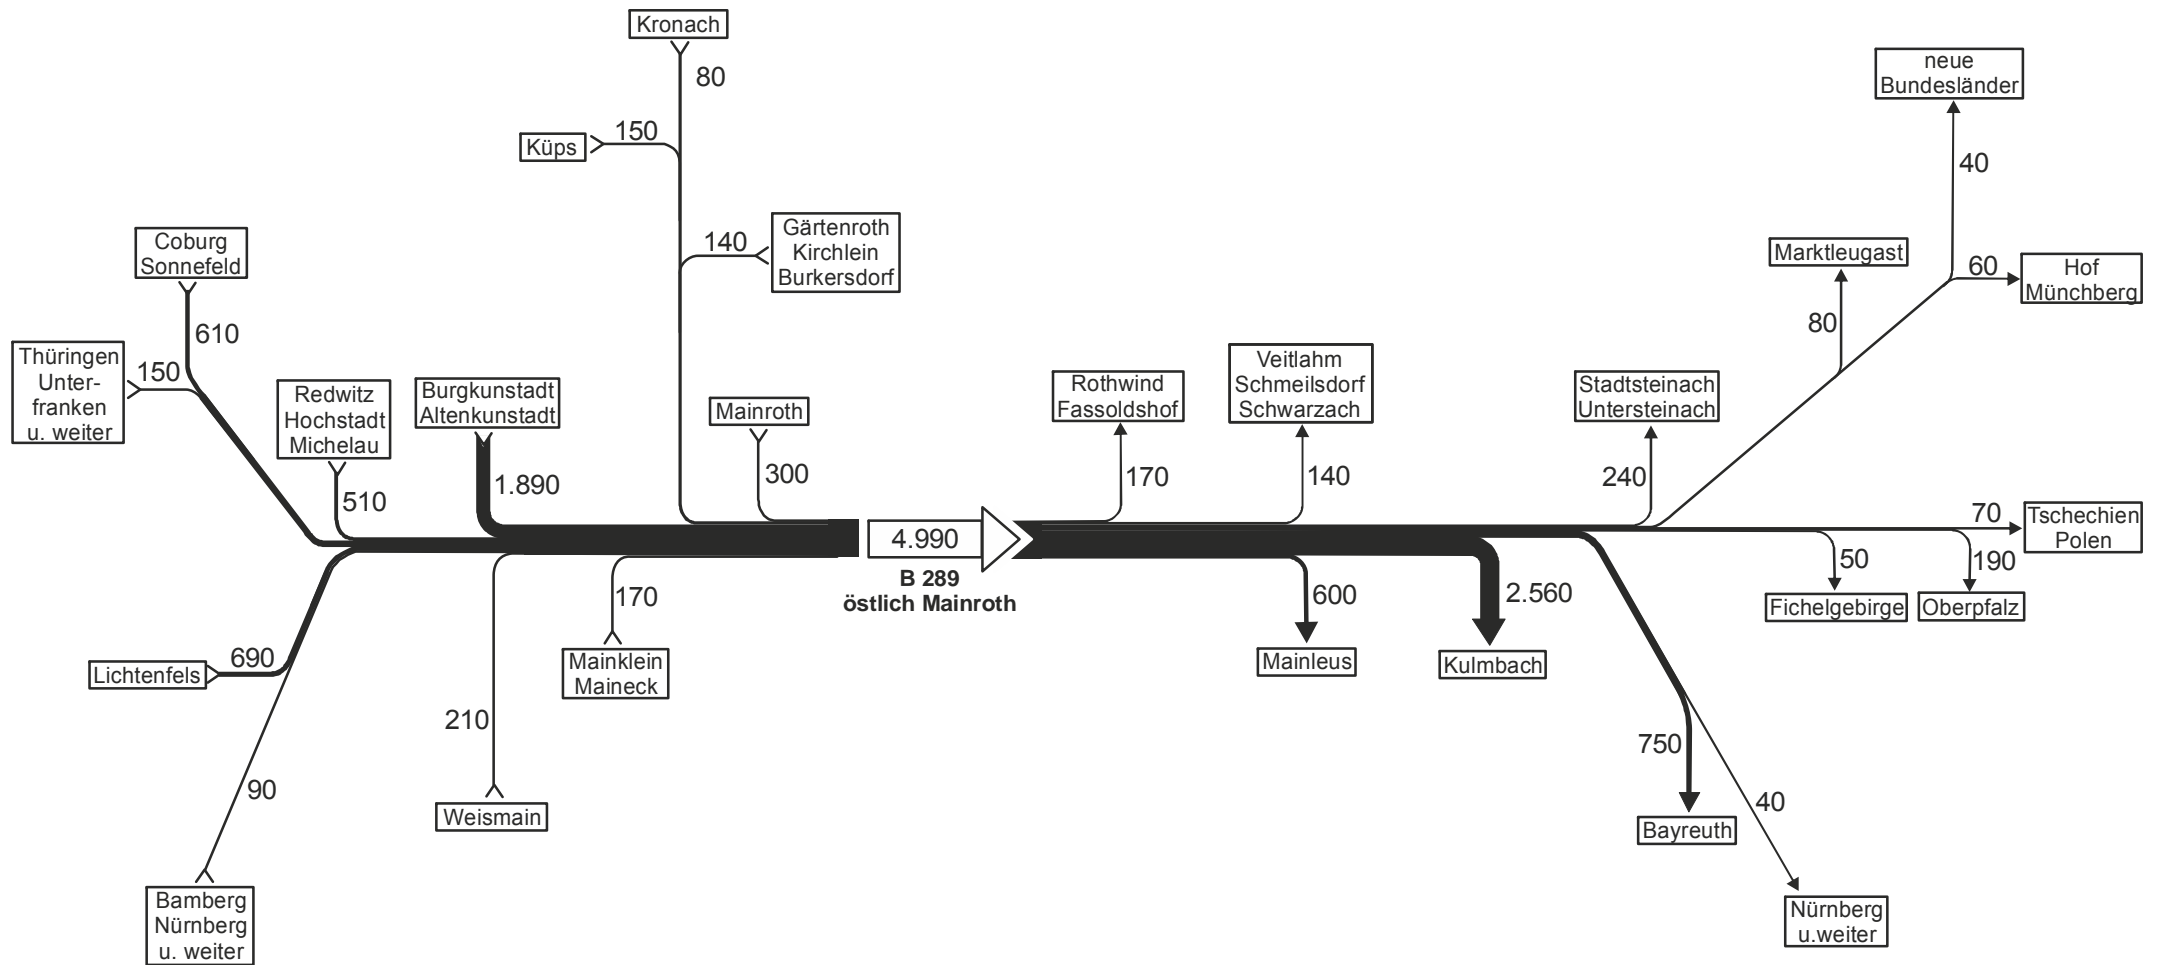 Kronach
80
neue
Bundesländer
Küps
150
40
Gärtenroth
Kirchlein
Burkersdorf
140
Coburg
Sonnefeld
Marktleugast
60
Hof
Münchberg
610
80
Thüringen
Unter-
franken
u. weiter
150
Redwitz
Hochstadt
Michelau
Burgkunstadt
Altenkunstadt
Mainroth
Rothwind
Fassoldshof
Veitlahm
Schmeilsdorf
Schwarzach
Stadtsteinach
Untersteinach
510
1.890
300
170
140
240
4.990
B 289
östlich Mainroth
70
Tschechien
Polen
50
190
Fichelgebirge
Oberpfalz
170
600
2.560
Lichtenfels
690
Mainklein
Maineck
Mainleus
Kulmbach
210
750
90
40
Weismain
Bayreuth
Bamberg
Nürnberg
u. weiter
Nürnberg
u.weiter